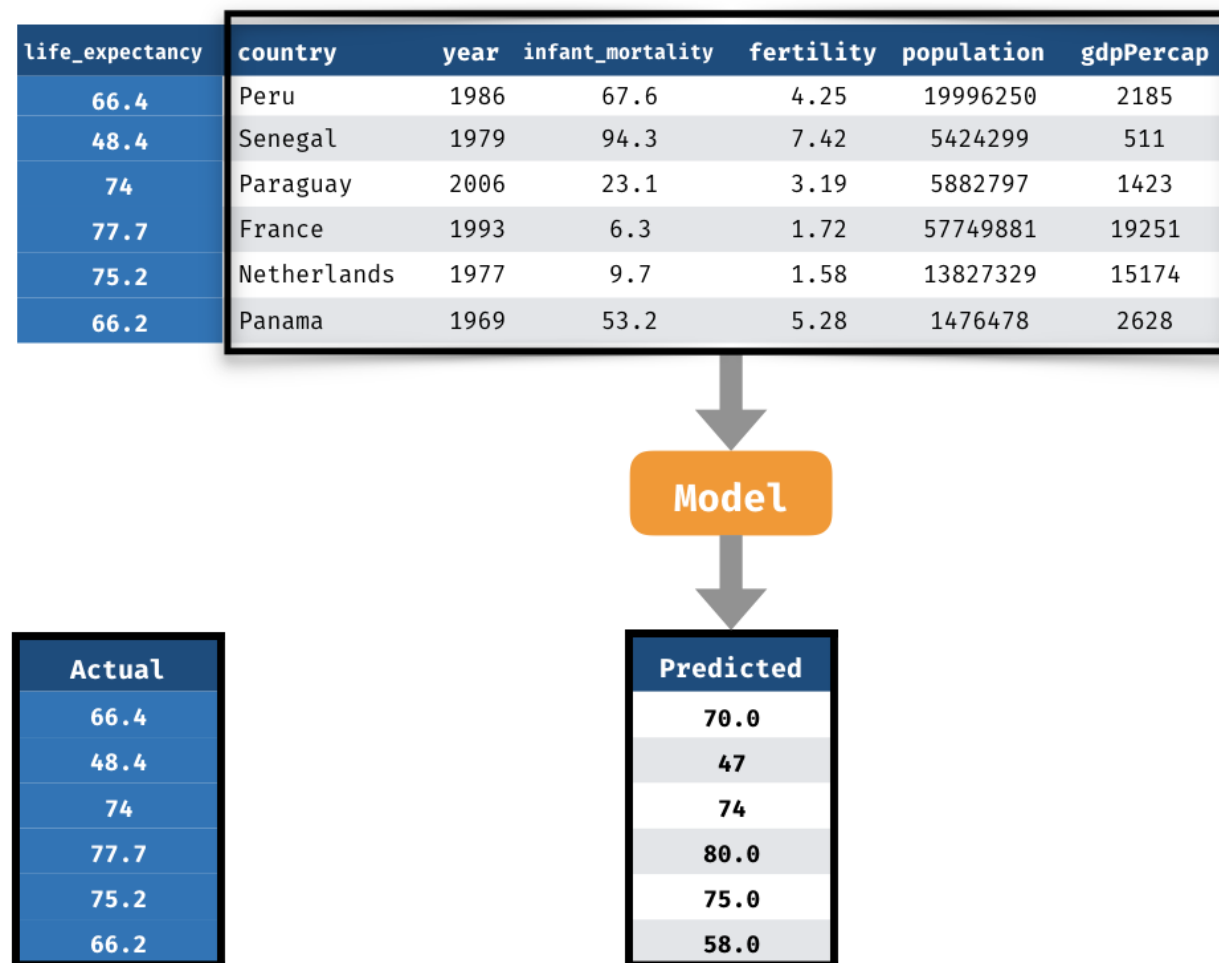 life_expectancy country year infant_mortality fertility population gdpPercap
66.4 Peru 1986 67.6 4.25 19996250 2185
48.4 Senegal 1979 94.3 7.42 5424299 511
74 Paraguay 2006 23.1 3.19 5882797 1423
77.7 France 1993 6.3 1.72 57749881 19251
75.2 Netherlands 1977 9.7 1.58 13827329 15174
66.2 Panama 1969 53.2 5.28 1476478 2628
Model
Actual Predicted
66.4 70.0
48.4 47
74 74
77.7 80.0
75.2 75.0
66.2 58.0